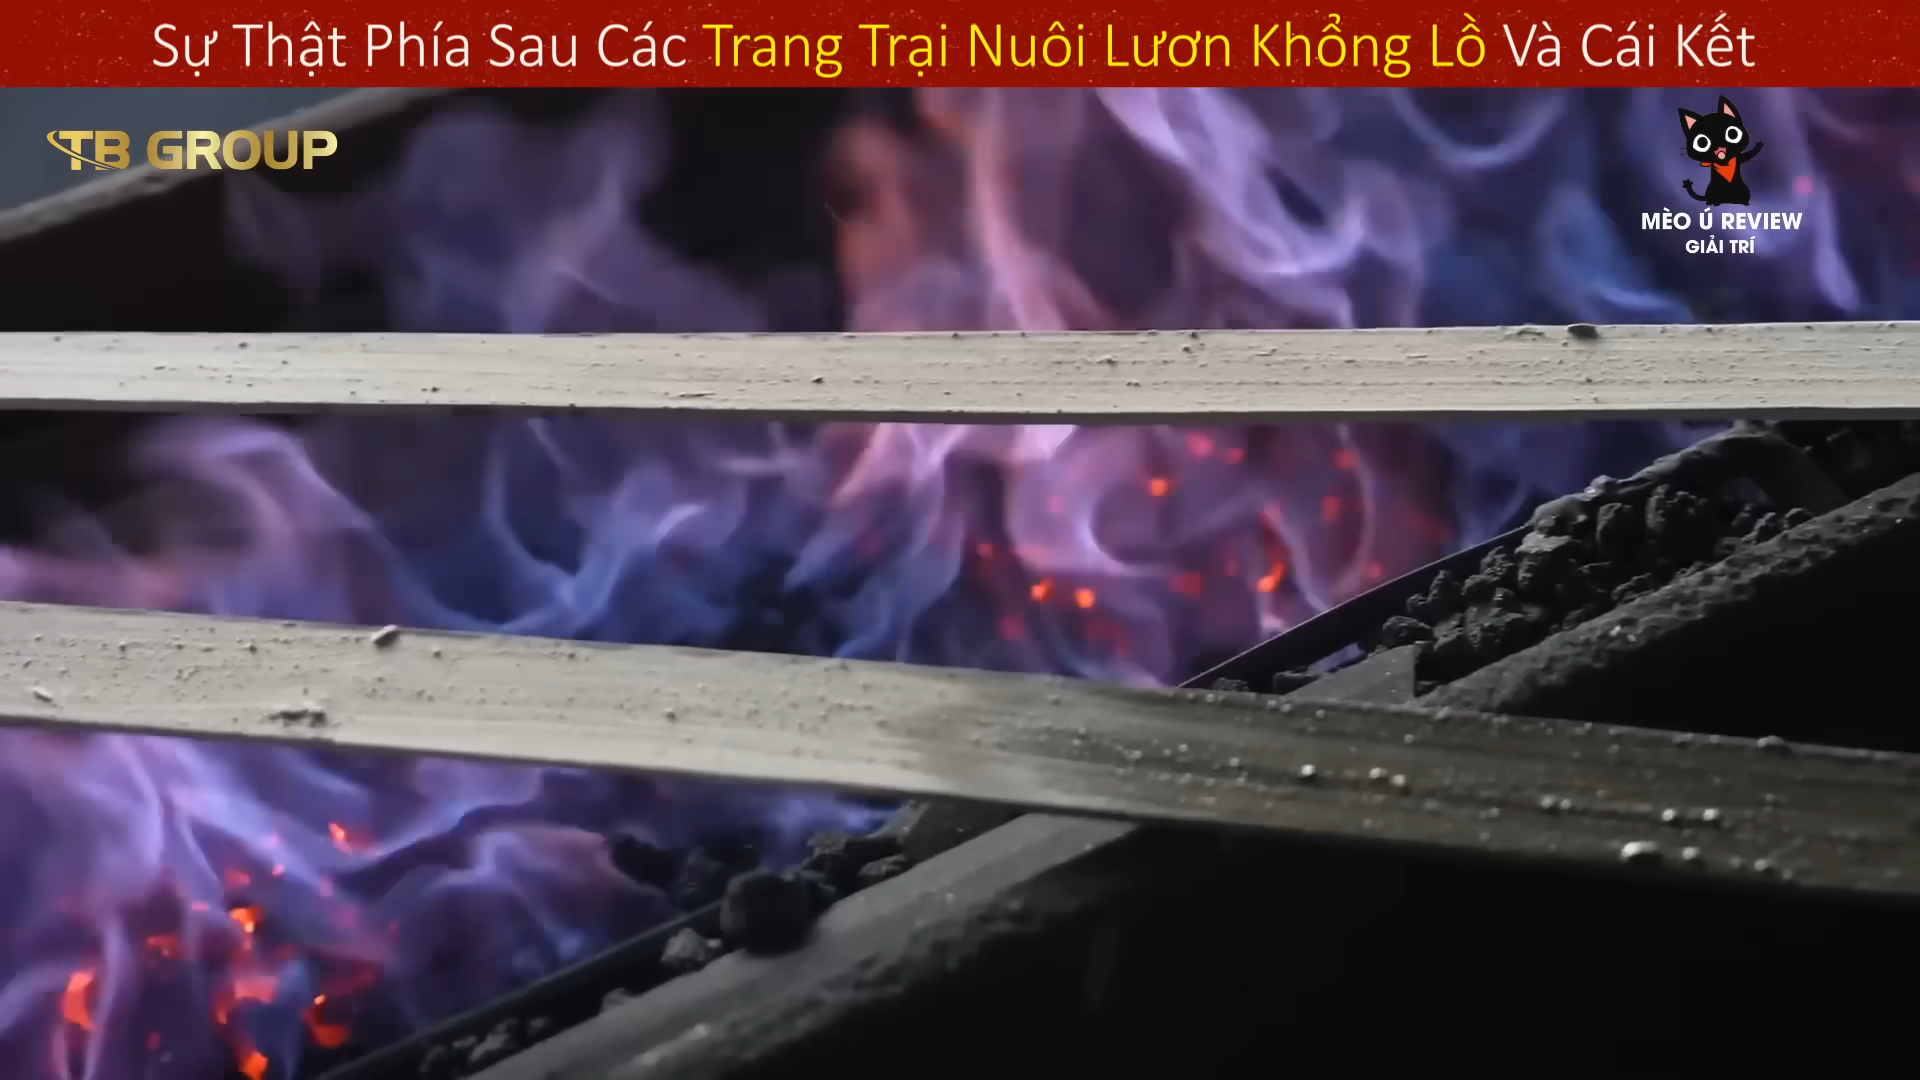 Sự Thật Phía Sau Các Trang Trại Nuôi Lươn Khổng Lồ Và Cái Kết
TB GROUP
MÈO Ú REVIEW
GIẢI TRÍ